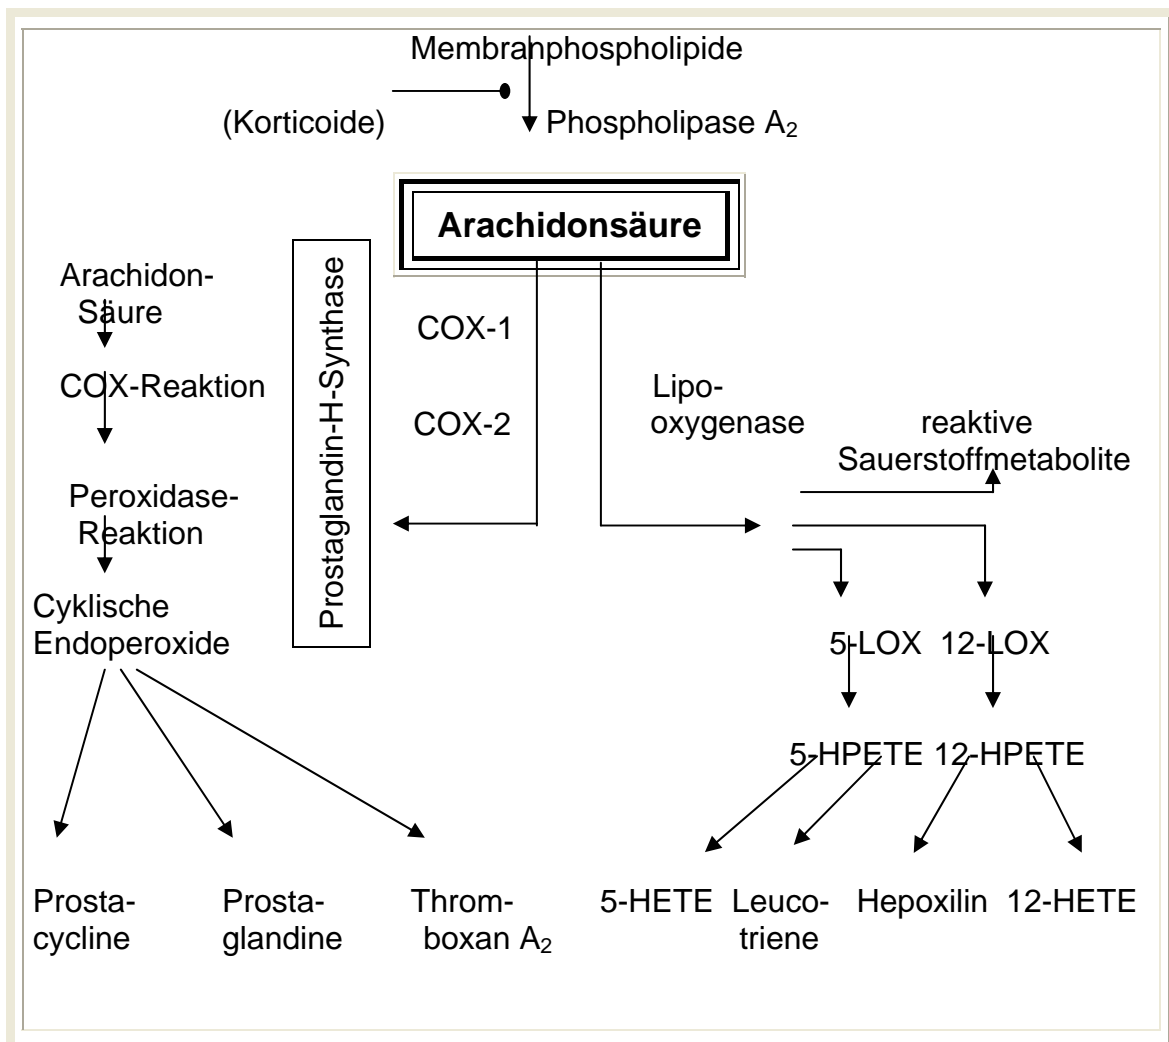 Membranphospholipide
(Korticoide)
Phospholipase A₂
Arachidonsäure
Arachidon-
Säure
COX-Reaktion
Peroxidase-
Reaktion
Cyklische
Endoperoxide
Prostaglandin-H-Synthase
COX-1
COX-2
Lipo-
oxygenase
reaktive
Sauerstoffmetabolite
5-LOX 12-LOX
5-HPETE 12-HPETE
Prosta-
cycline
Prosta-
glandine
Throm-
boxan A₂
5-HETE
Leuco-
triene
Hepoxilin
12-HETE